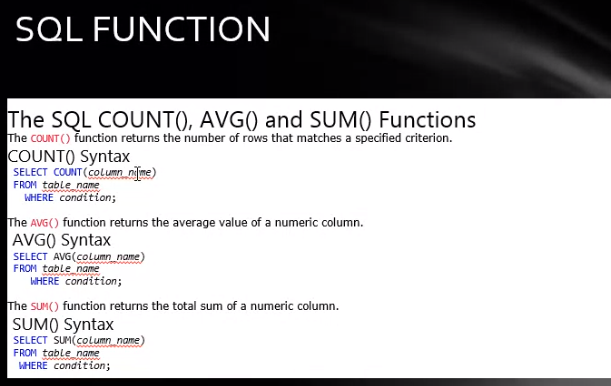 SQL FUNCTION
The SQL COUNT(), AVG() and SUM() Functions
The COUNT() function returns the number of rows that matches a specified criterion.
COUNT() Syntax
SELECT COUNT(column_name)
FROM table_name
WHERE condition;
The AVG() function returns the average value of a numeric column.
AVG() Syntax
SELECT AVG(column_name)
FROM table_name
WHERE condition;
The SUM() function returns the total sum of a numeric column.
SUM() Syntax
SELECT SUM(column_name)
FROM table_name
WHERE condition;